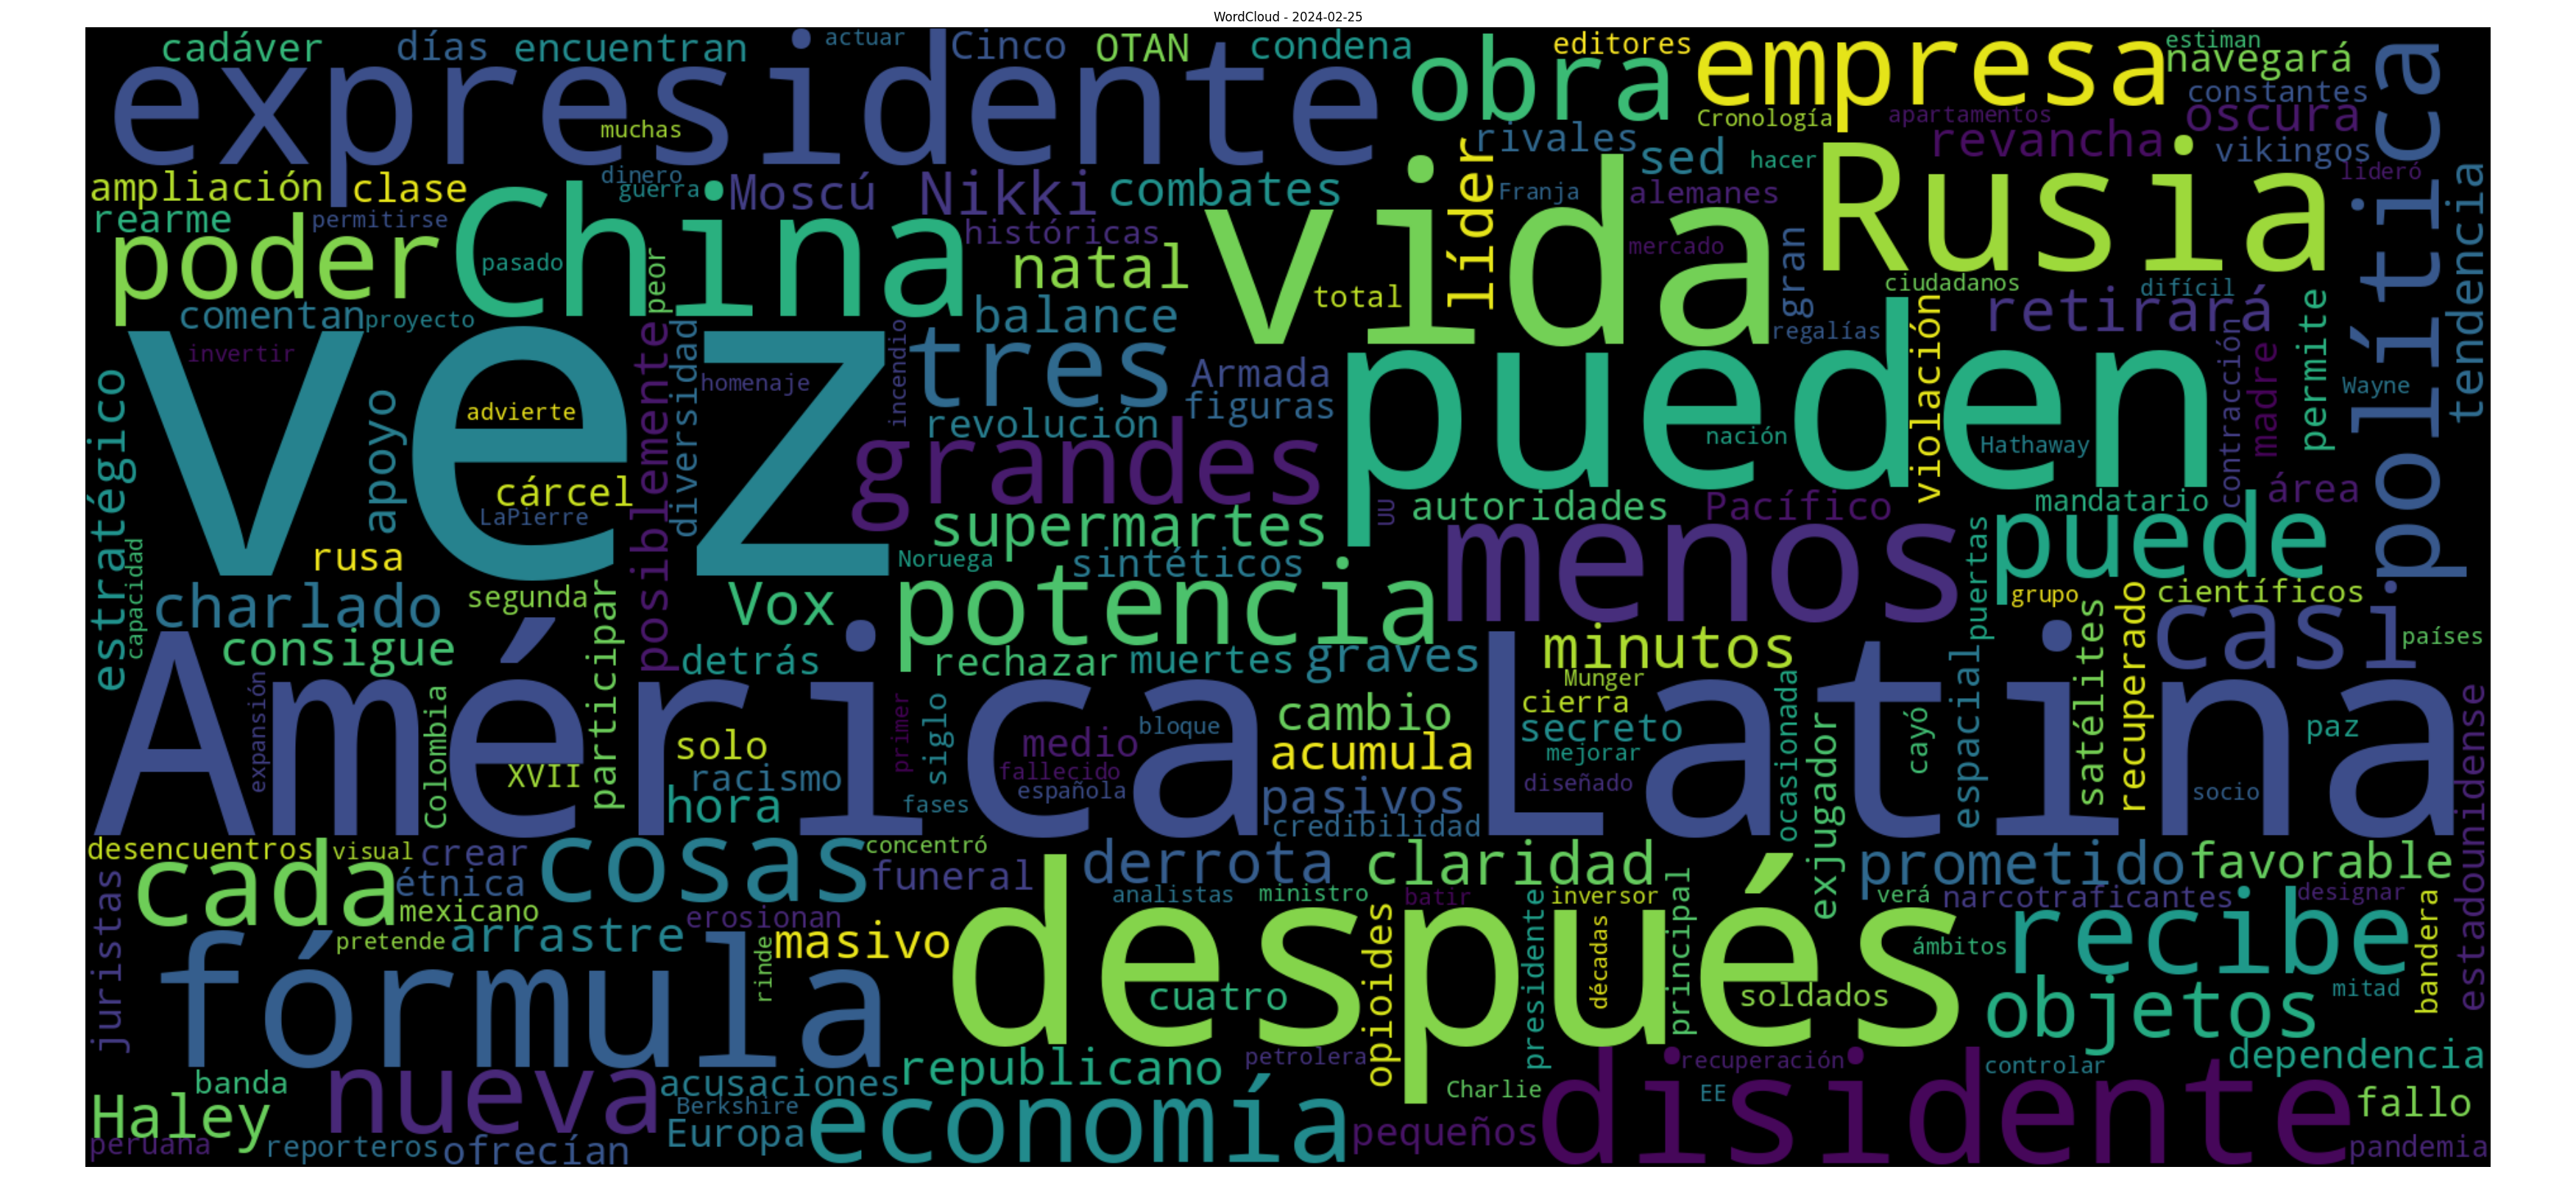 WordCloud - 2024-02-25
cadáver
días
encuentran
actuar
Cinco
OTAN
condena
editores
estiman
navegará
expresidente
obra
empresa
constantes
política
muchas
Cronología
apartamentos
oscura
rivales
revancha
vikingos
sed
hacer
lideró
ampliación
clase
dinero
guerra
Moscú
Nikki
combates
líder
Franja
alemanes
Rusia
tendencia
rearme
permitirse
China
históricas
vida
mercado
poder
pasado
peor
natal
total
gran
ciudadanos
difícil
comentan
proyecto
balance
regalías
retirará
invertir
vez
posiblemente
diversidad
incendio
tres
Armada
figuras
pueden
violación
contracción
madre
permite
Wayne
estratégico
apoyo
advierte
homenaje
revolución
nación
Hathaway
cárcel
LaPierre
grandes
UU
autoridades
Pacífico
mandatario
área
supermartes
menos
puertas
puede
capacidad
rusa
Noruega
sintéticos
charlado
segunda
participar
Vox
potencia
grupo
científicos
satélites
recuperado
casi
países
consigue
detrás
rechazar
muertes
graves
minutos
espacial
América Latina
expansión
Colombia
XVII
solo
racismo
hora
primer
siglo
fases
medio
fallecido
española
bloque
cambio
acumula
pasivos
credibilidad
Munger
cierra
secreto
mejorar
diseñado
ocasionada
exjugador
cayó
paz
socio
estadounidense
desencuentros
visual
crear
cosas
concentró
derrota
claridad
prometido
favorable
juristas
cada
étnica
funeral
analistas
ministro
batir
inversor
principal
verá
narcotraficantes
designar
mexicano
erosionan
pretende
arrastre
rinde
masivo
después
opioides
presidente
décadas
ámbitos
recibe
bandera
fórmula
cuatro
soldados
objetos
mitad
banda
nueva
acusaciones
republicano
petrolera
recuperación
controlar
dependencia
Haley
Berkshire
economía
Charlie
EE
disidente
fallo
peruana
reporteros
ofrecían
Europa
pequeños
pandemia